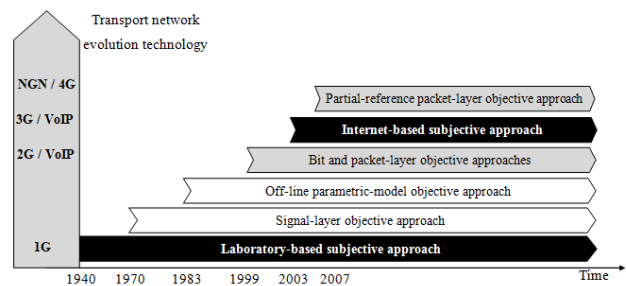 Transport network
evolution technology
NGN / 4G
Partial-reference packet-layer objective approach
3G / VoIP
Internet-based subjective approach
2G / VoIP
Bit and packet-layer objective approaches
Off-line parametric-model objective approach
Signal-layer objective approach
1G
Laboratory-based subjective approach
1940 1970 1983 1999 2003 2007 Time